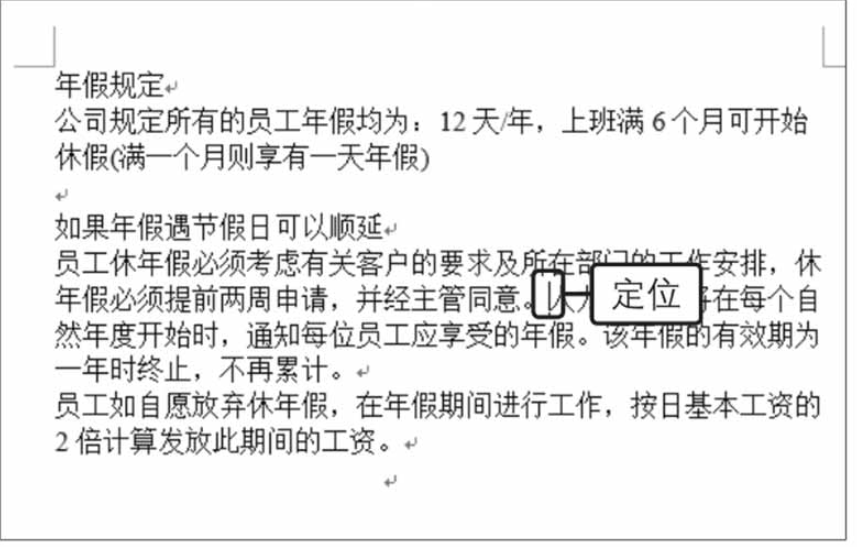 年假规定
公司规定所有的员工年假均为：12天/年，上班满6个月可开始
休假(满一个月则享有一天年假)
如果年假遇节假日可以顺延
员工休年假必须考虑有关客户的要求及所在部门的工作安排，休
年假必须提前两周申请，并经主管同意。 定位 在每个自
然年度开始时，通知每位员工应享受的年假。该年假的有效期为
一年时终止，不再累计。
员工如自愿放弃休年假，在年假期间进行工作，按日基本工资的
2倍计算发放此期间的工资。